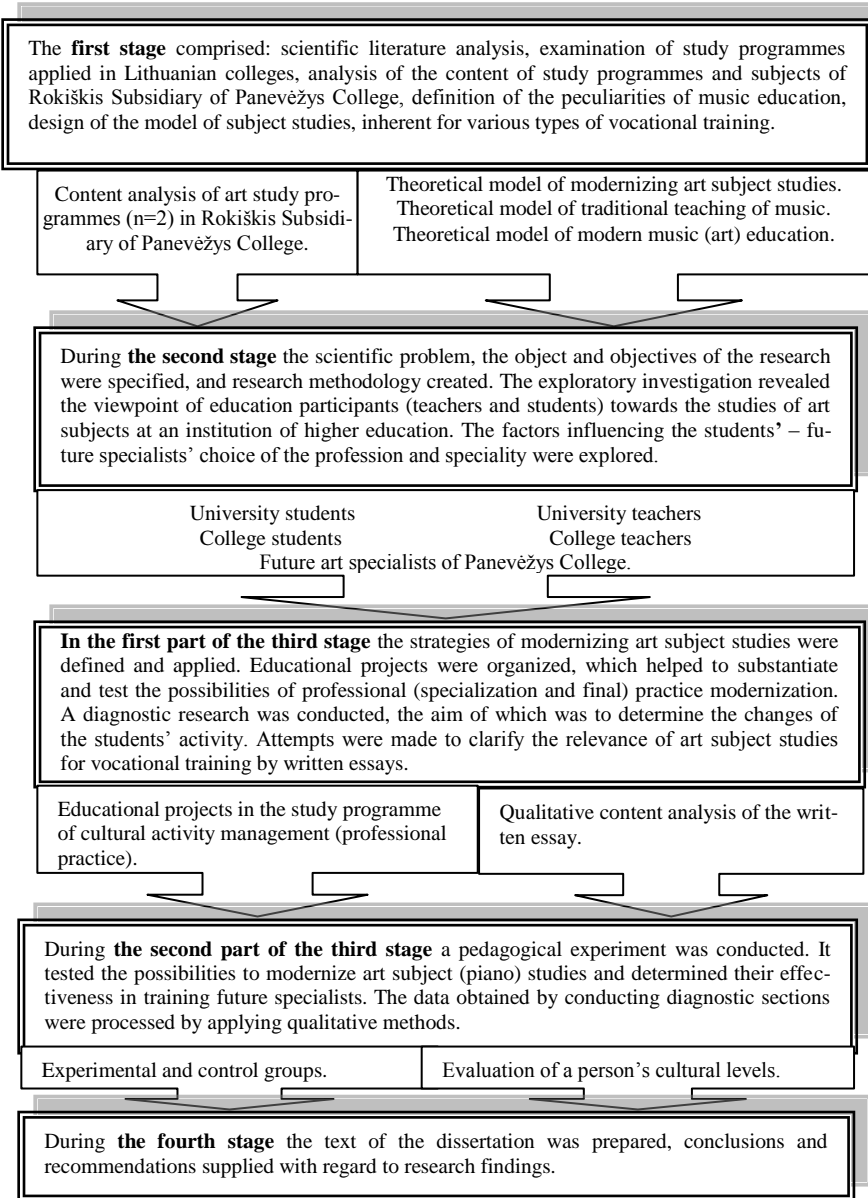 The first stage comprised: scientific literature analysis, examination of study programmes
applied in Lithuanian colleges, analysis of the content of study programmes and subjects of
Rokiškis Subsidiary of Panevėžys College, definition of the peculiarities of music education,
design of the model of subject studies, inherent for various types of vocational training.
Content analysis of art study pro-
grammes (n=2) in Rokiškis Subsidi-
ary of Panevėžys College.
Theoretical model of modernizing art subject studies.
Theoretical model of traditional teaching of music.
Theoretical model of modern music (art) education.
During the second stage the scientific problem, the object and objectives of the research
were specified, and research methodology created. The exploratory investigation revealed
the viewpoint of education participants (teachers and students) towards the studies of art
subjects at an institution of higher education. The factors influencing the students' – fu-
ture specialists' choice of the profession and speciality were explored.
University students
College students
University teachers
College teachers
Future art specialists of Panevėžys College.
In the first part of the third stage the strategies of modernizing art subject studies were
defined and applied. Educational projects were organized, which helped to substantiate
and test the possibilities of professional (specialization and final) practice modernization.
A diagnostic research was conducted, the aim of which was to determine the changes of
the students' activity. Attempts were made to clarify the relevance of art subject studies
for vocational training by written essays.
Educational projects in the study programme
of cultural activity management (professional
practice).
Qualitative content analysis of the writ-
ten essay.
During the second part of the third stage a pedagogical experiment was conducted. It
tested the possibilities to modernize art subject (piano) studies and determined their effec-
tiveness in training future specialists. The data obtained by conducting diagnostic sections
were processed by applying qualitative methods.
Experimental and control groups.
Evaluation of a person's cultural levels.
During the fourth stage the text of the dissertation was prepared, conclusions and
recommendations supplied with regard to research findings.